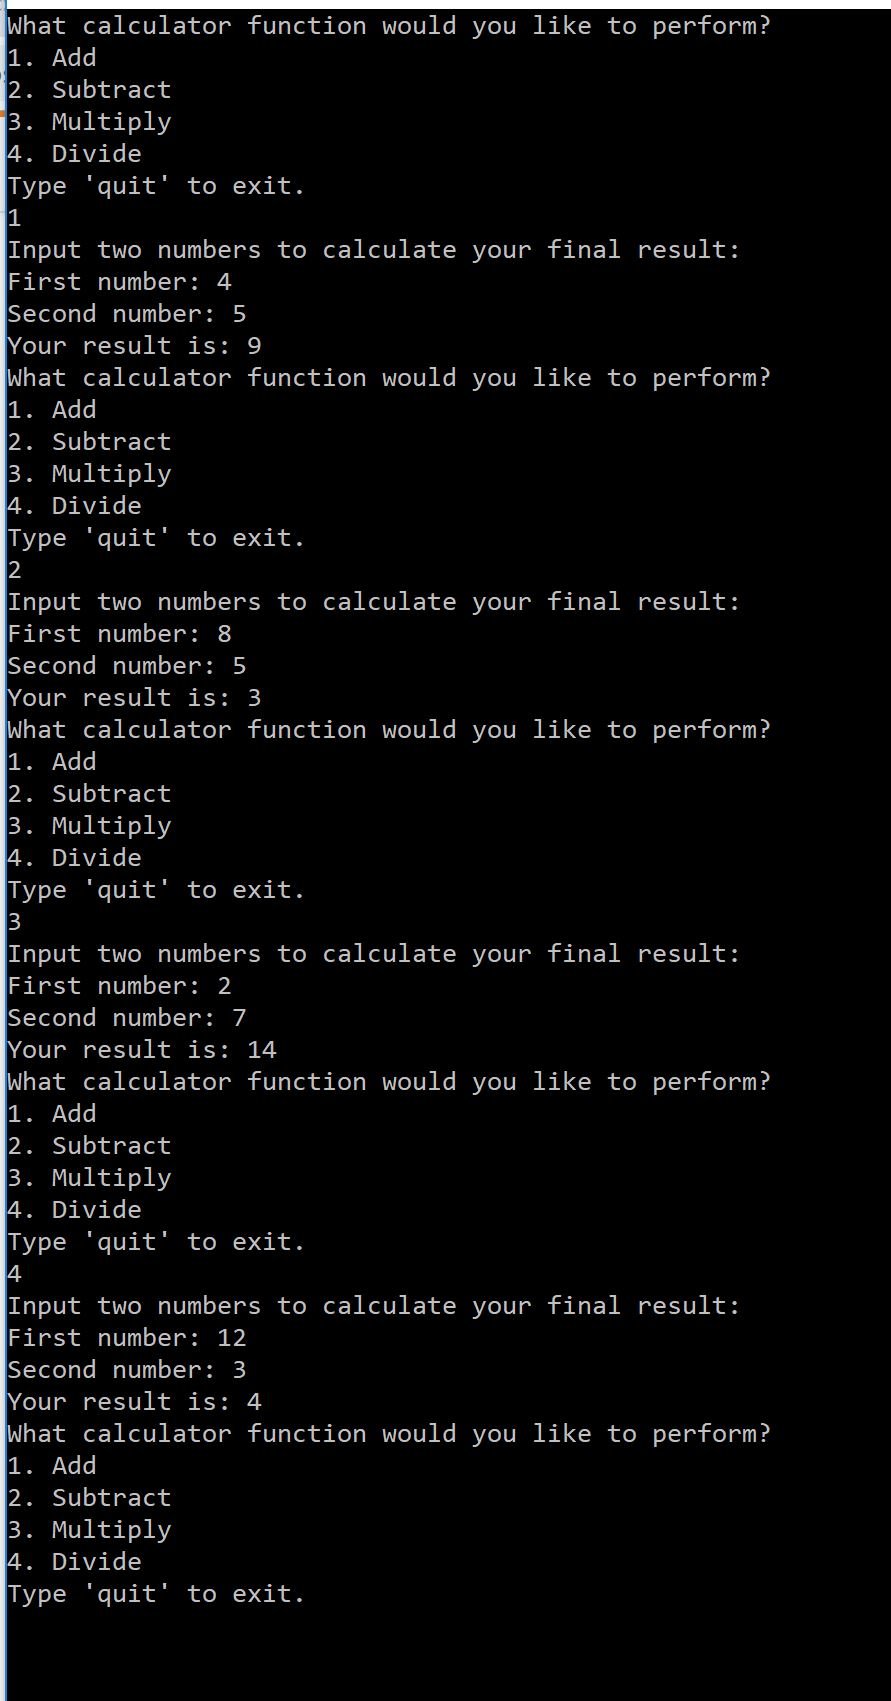 What calculator function would you like to perform?
1. Add
2. Subtract
3. Multiply
4. Divide
Type 'quit' to exit.
1
Input two numbers to calculate your final result:
First number: 4
Second number: 5
Your result is: 9
What calculator function would you like to perform?
1. Add
2. Subtract
3. Multiply
4. Divide
Type 'quit' to exit.
2
Input two numbers to calculate your final result:
First number: 8
Second number: 5
Your result is: 3
What calculator function would you like to perform?
1. Add
2. Subtract
3. Multiply
4. Divide
Type 'quit' to exit.
3
Input two numbers to calculate your final result:
First number: 2
Second number: 7
Your result is: 14
What calculator function would you like to perform?
1. Add
2. Subtract
3. Multiply
4. Divide
Type 'quit' to exit.
4
Input two numbers to calculate your final result:
First number: 12
Second number: 3
Your result is: 4
What calculator function would you like to perform?
1. Add
2. Subtract
3. Multiply
4. Divide
Type 'quit' to exit.